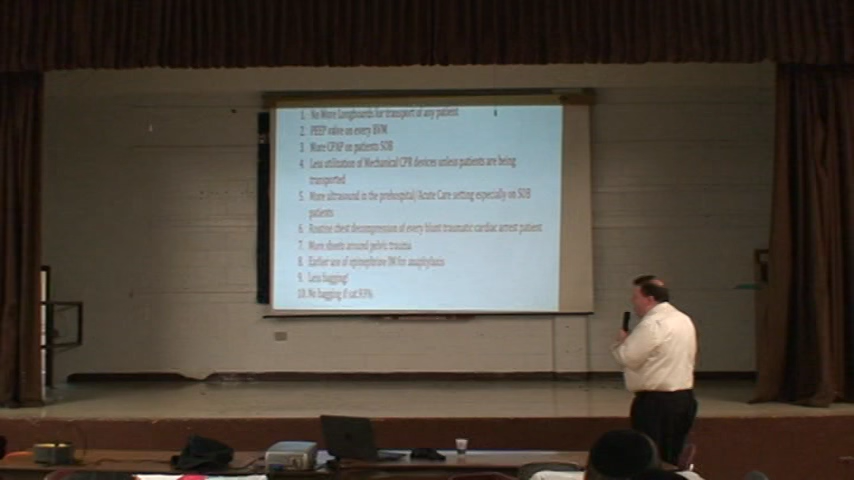 1. No More Longboards for transport of any patient
2. PEEP valve on every BVM
3. More CPAP on patients SOB
4. Less utilization of Mechanical CPR devices unless patients are being
transported
5. More ultrasound in the prehospital/Acute Care setting especially on SOB
patients
6. Routine chest decompression of every blunt traumatic cardiac arrest patient
7. More sheets around pelvic trauma
8. Earlier use of epinephrine IM for anaphylaxis
9. Less bagging!
10. No bagging if sat 93%